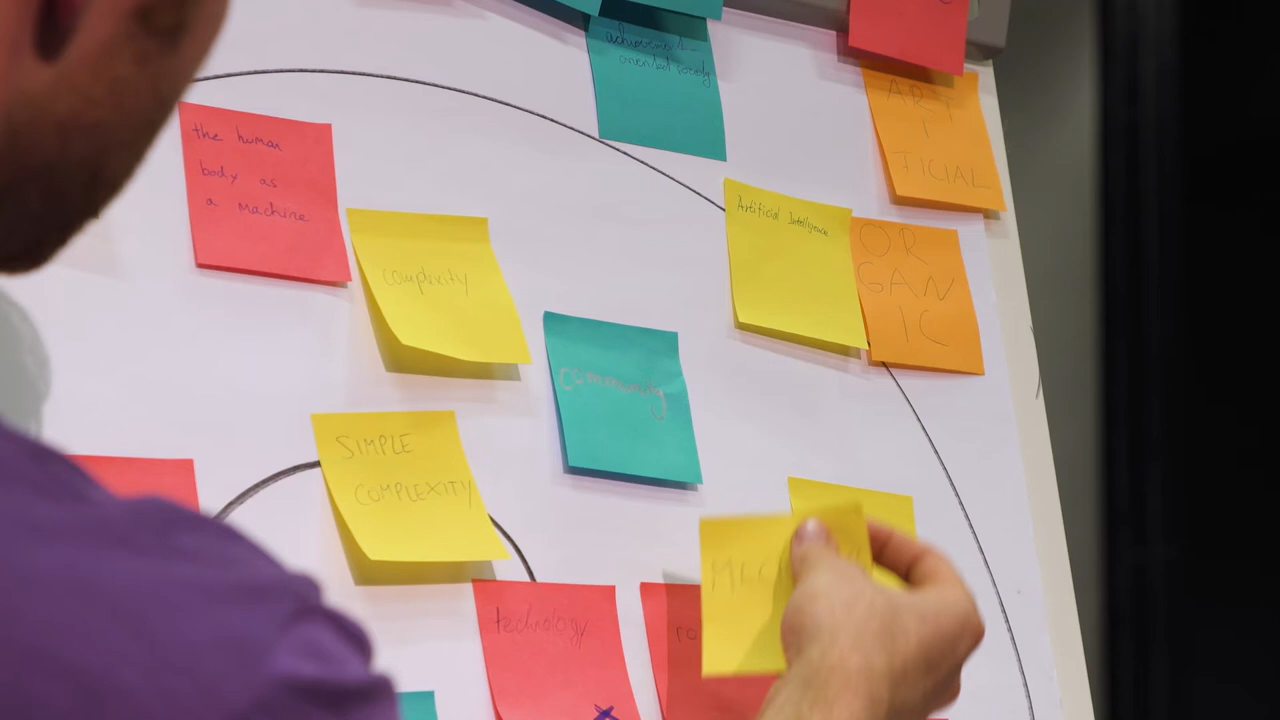 achievement-
oriented society
ART
I
FICIAL
the human
body as
a machine
Artificial Intelligence
OR
GAN
IC
complexity
community
SIMPLE
COMPLEXITY
technology